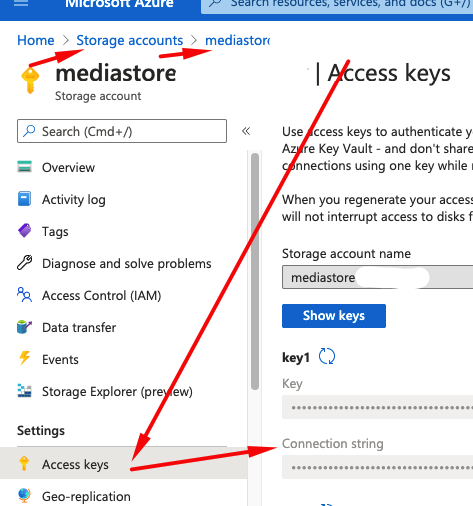 Microsoft Azure
Search resources, services, and docs (G+/)
Home > Storage accounts > mediastore
mediastore | Access keys
Storage account
Search (Cmd+/)
«
Overview
Activity log
Tags
Diagnose and solve problems
Access Control (IAM)
Data transfer
Events
Storage Explorer (preview)
Settings
Access keys
Geo-replication
Use access keys to authenticate
Azure Key Vault - and don't share
connections using one key while
When you regenerate your access
will not interrupt access to disks
Storage account name
mediastore
Show keys
key1
Key
Connection string